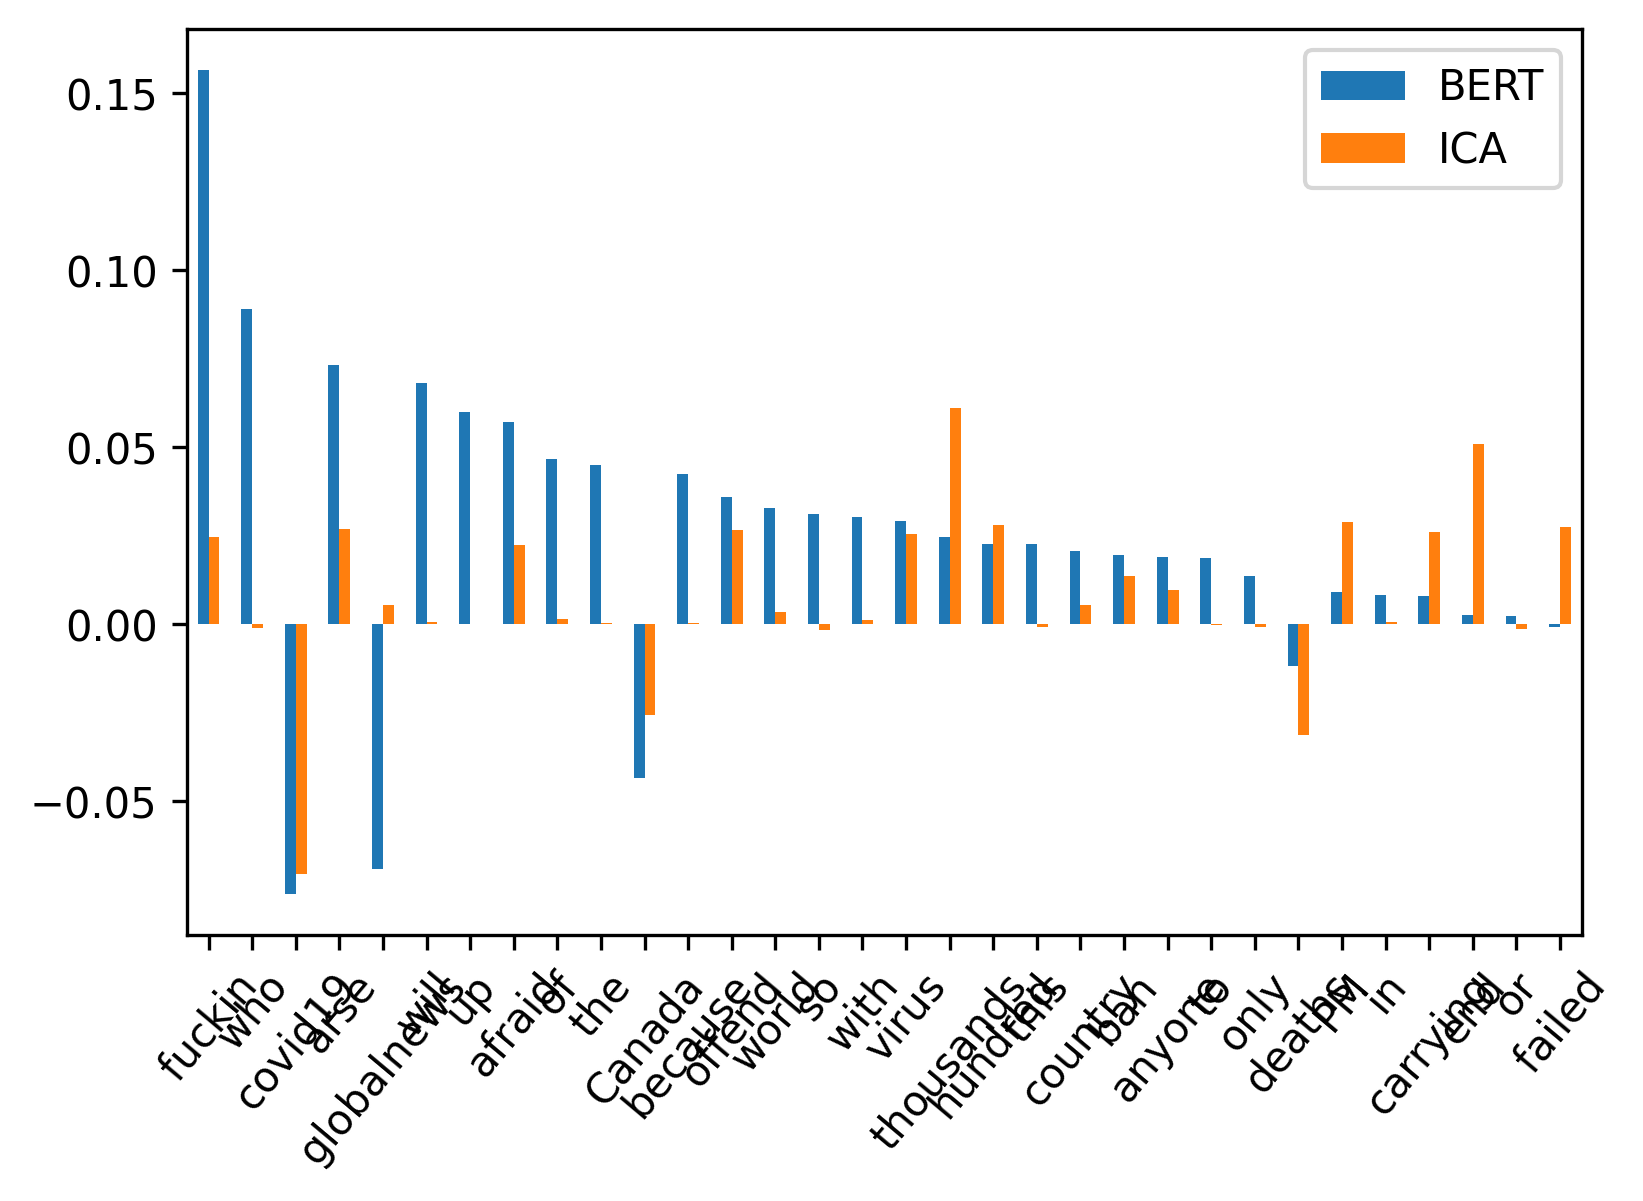 0.15
0.10
0.05
0.00
−0.05
BERT
ICA
fuckin
who
covid19
arse
globalnews
will
up
afraid
of
the
Canada
because
offend
world
so
with
virus
thousands
this
country
ban
anyone
to
only
deaths
PM
in
carrying
end
or
failed